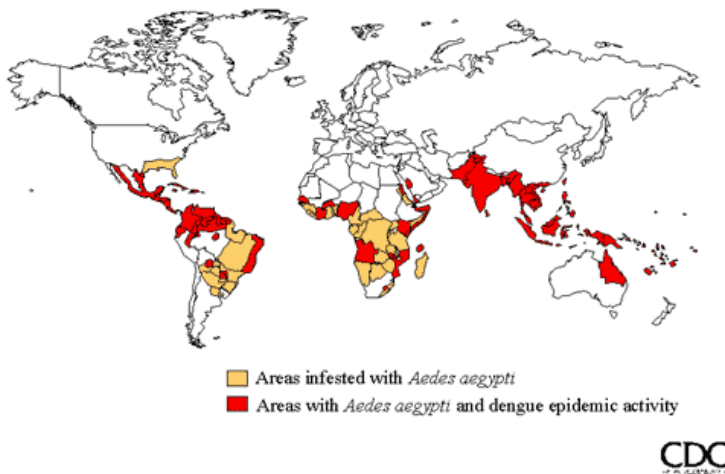 Areas infested with Aedes aegypti
Areas with Aedes aegypti and dengue epidemic activity
CDC